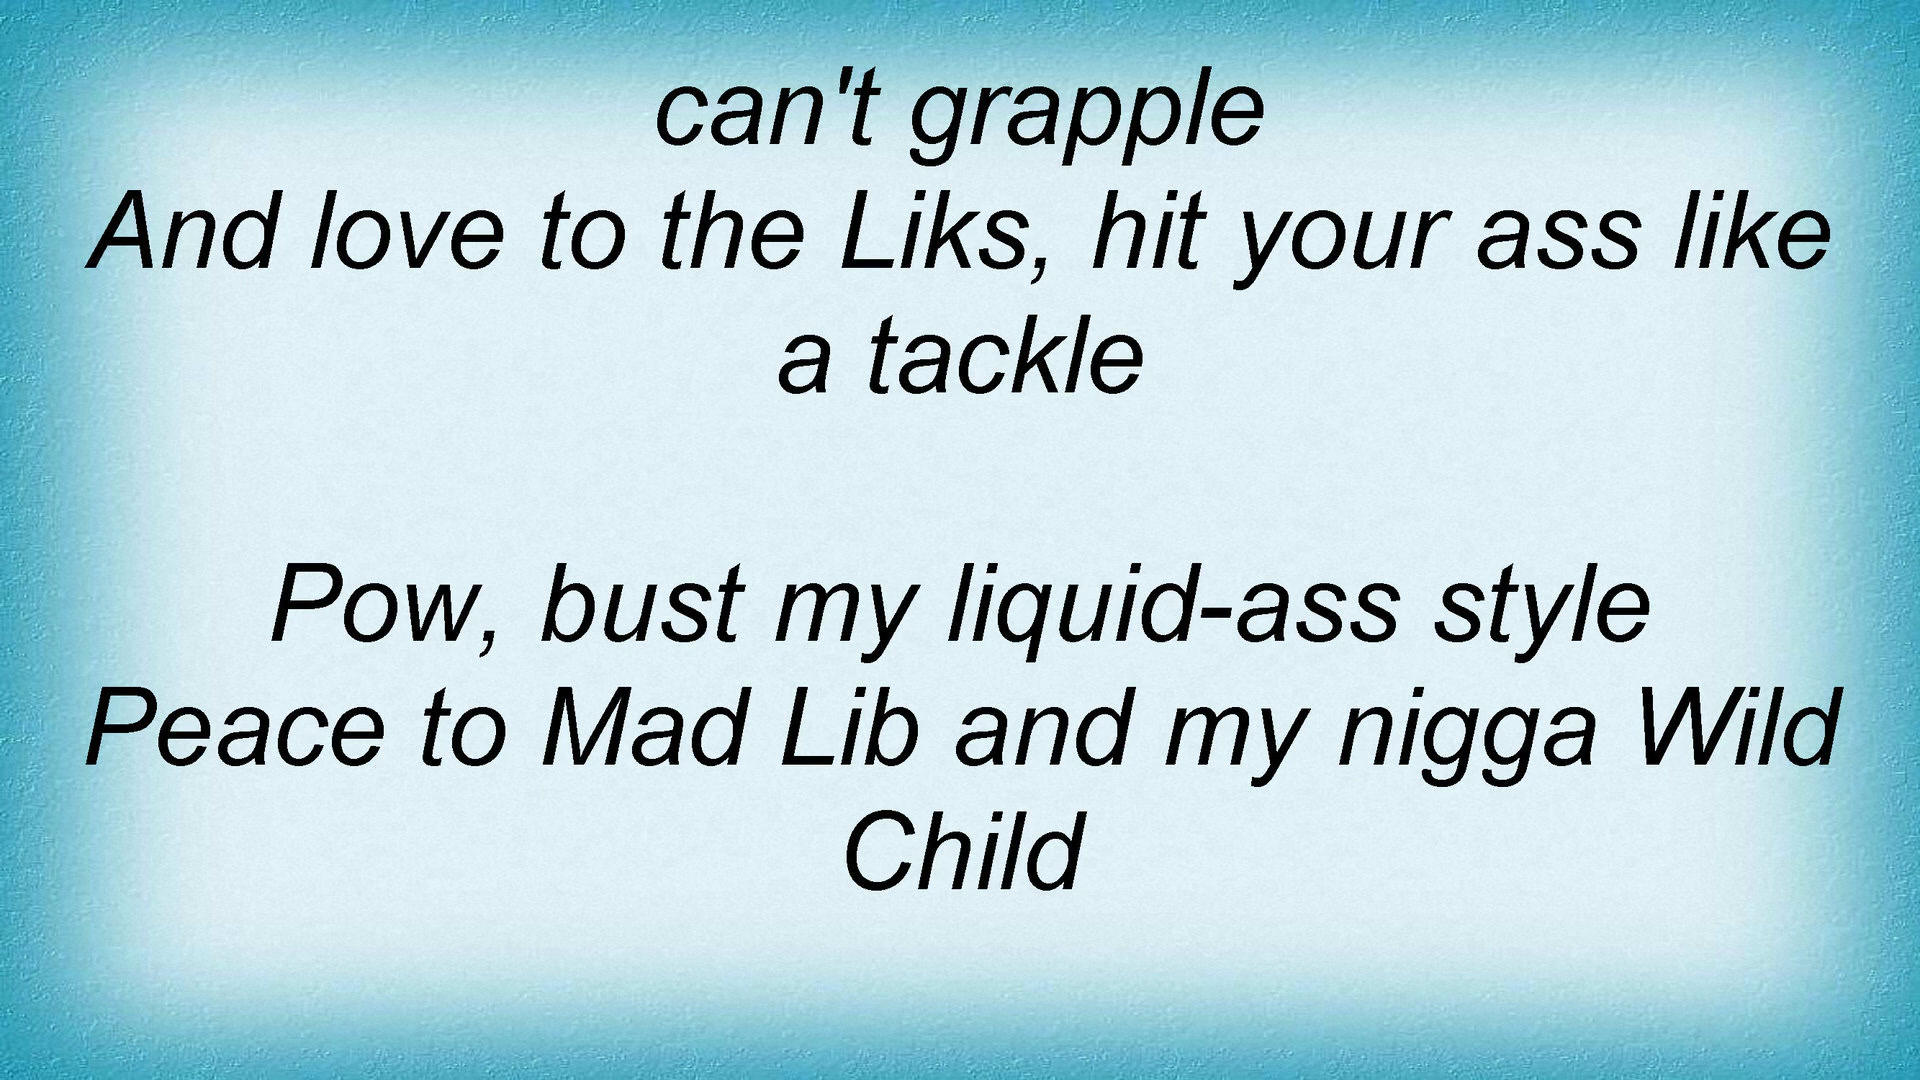 can't grapple
And love to the Liks, hit your ass like
a tackle
Pow, bust my liquid-ass style
Peace to Mad Lib and my nigga Wild
Child